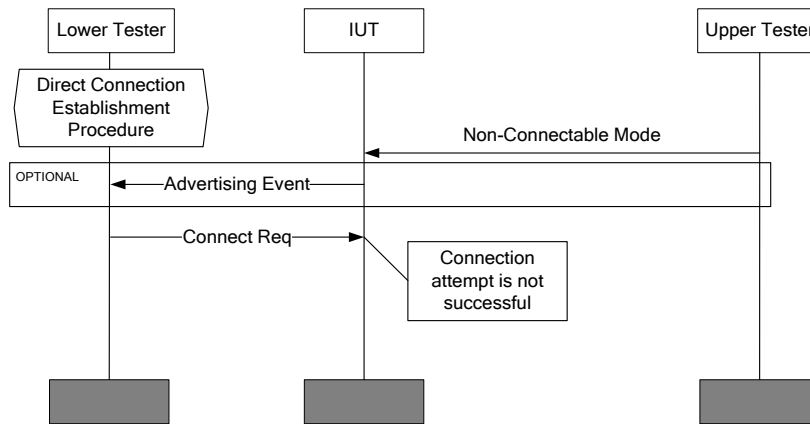 Lower Tester
IUT
Upper Tester
Direct Connection
Establishment
Procedure
Non-Connectable Mode
OPTIONAL
Advertising Event
Connect Req
Connection
attempt is not
successful